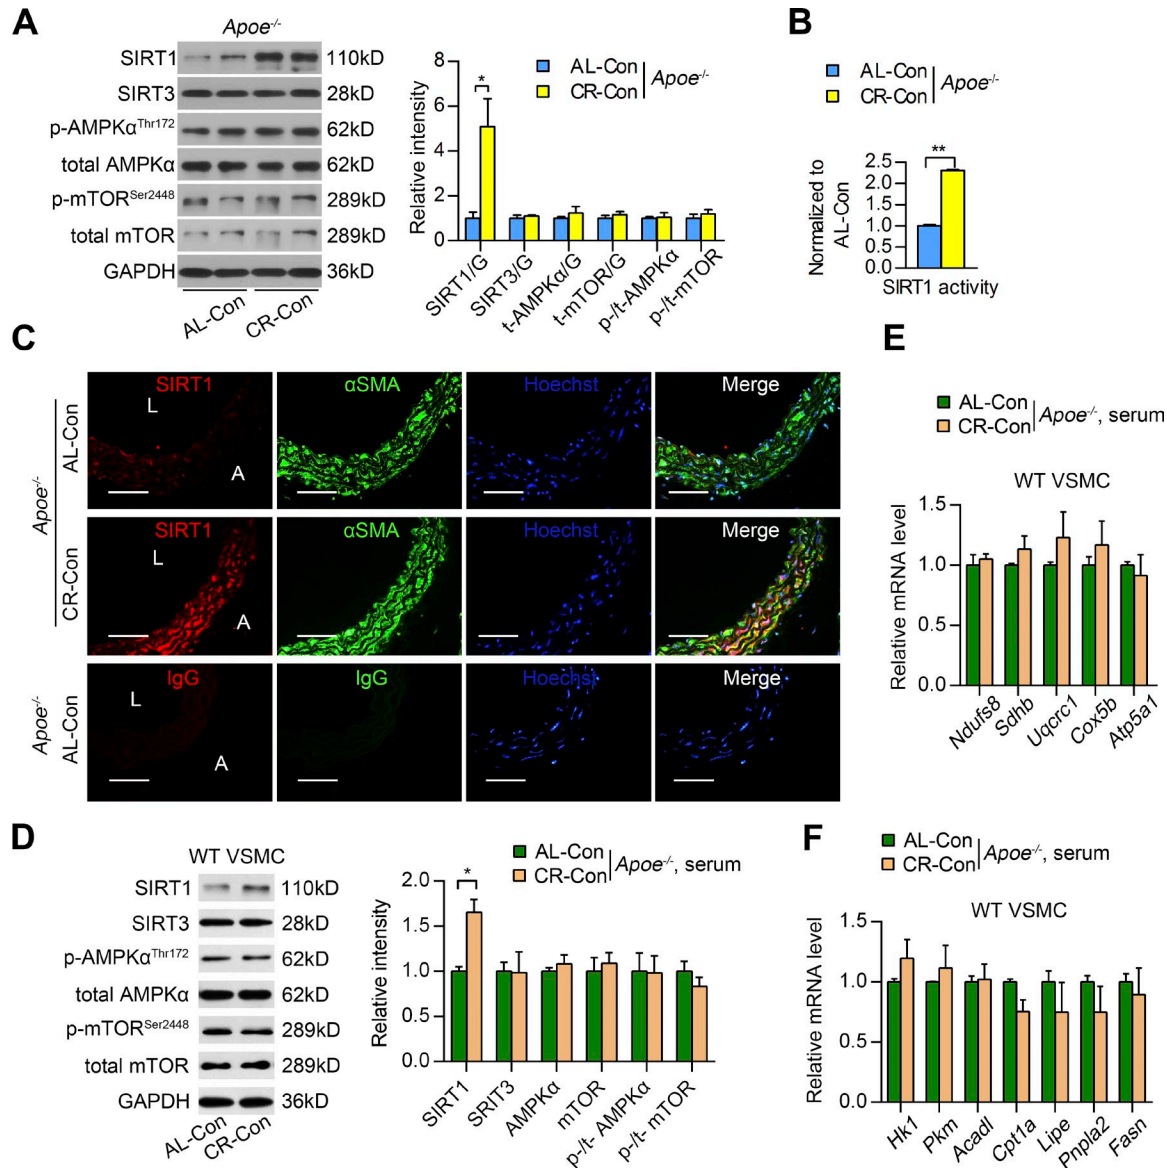 A
Apoe-/-
SIRT1 110kD
SIRT3 28kD
p-AMPKαThr172 62kD
total AMPKα 62kD
p-mTORSer2448 289kD
total mTOR 289kD
GAPDH 36kD
AL-Con CR-Con
AL-Con
CR-Con
Apoe-/-
Relative intensity
8
6
4
2
0
*
SIRT1/G
SIRT3/G
t-AMPKα/G
t-mTOR/G
p-/t-AMPKα
p-/t-mTOR
B
AL-Con
CR-Con
Apoe-/-
Normalized to
AL-Con
2.5
2.0
1.5
1.0
0.5
0.0
**
SIRT1 activity
C
Apoe-/-
AL-Con
SIRT1 αSMA Hoechst Merge
L
A
CR-Con
SIRT1 αSMA Hoechst Merge
L
A
Apoe-/-
AL-Con
IgG IgG Hoechst Merge
L
A
D
WT VSMC
SIRT1 110kD
SIRT3 28kD
p-AMPKαThr172 62kD
total AMPKα 62kD
p-mTORSer2448 289kD
total mTOR 289kD
GAPDH 36kD
AL-Con CR-Con
AL-Con
CR-Con
Apoe-/-, serum
Relative intensity
2.0
1.5
1.0
0.5
0.0
*
SIRT1
SRIT3
AMPKα
mTOR
p-/t- AMPKα
p-/t- mTOR
E
AL-Con
CR-Con
Apoe-/-, serum
WT VSMC
Relative mRNA level
1.5
1.0
0.5
0.0
Ndufs8
Sdhb
Uqcrc1
Cox5b
Atp5a1
F
AL-Con
CR-Con
Apoe-/-, serum
WT VSMC
Relative mRNA level
1.5
1.0
0.5
0.0
Hk1
Pkm
Acadl
Cpt1a
Lipe
Pnpla2
Fasn